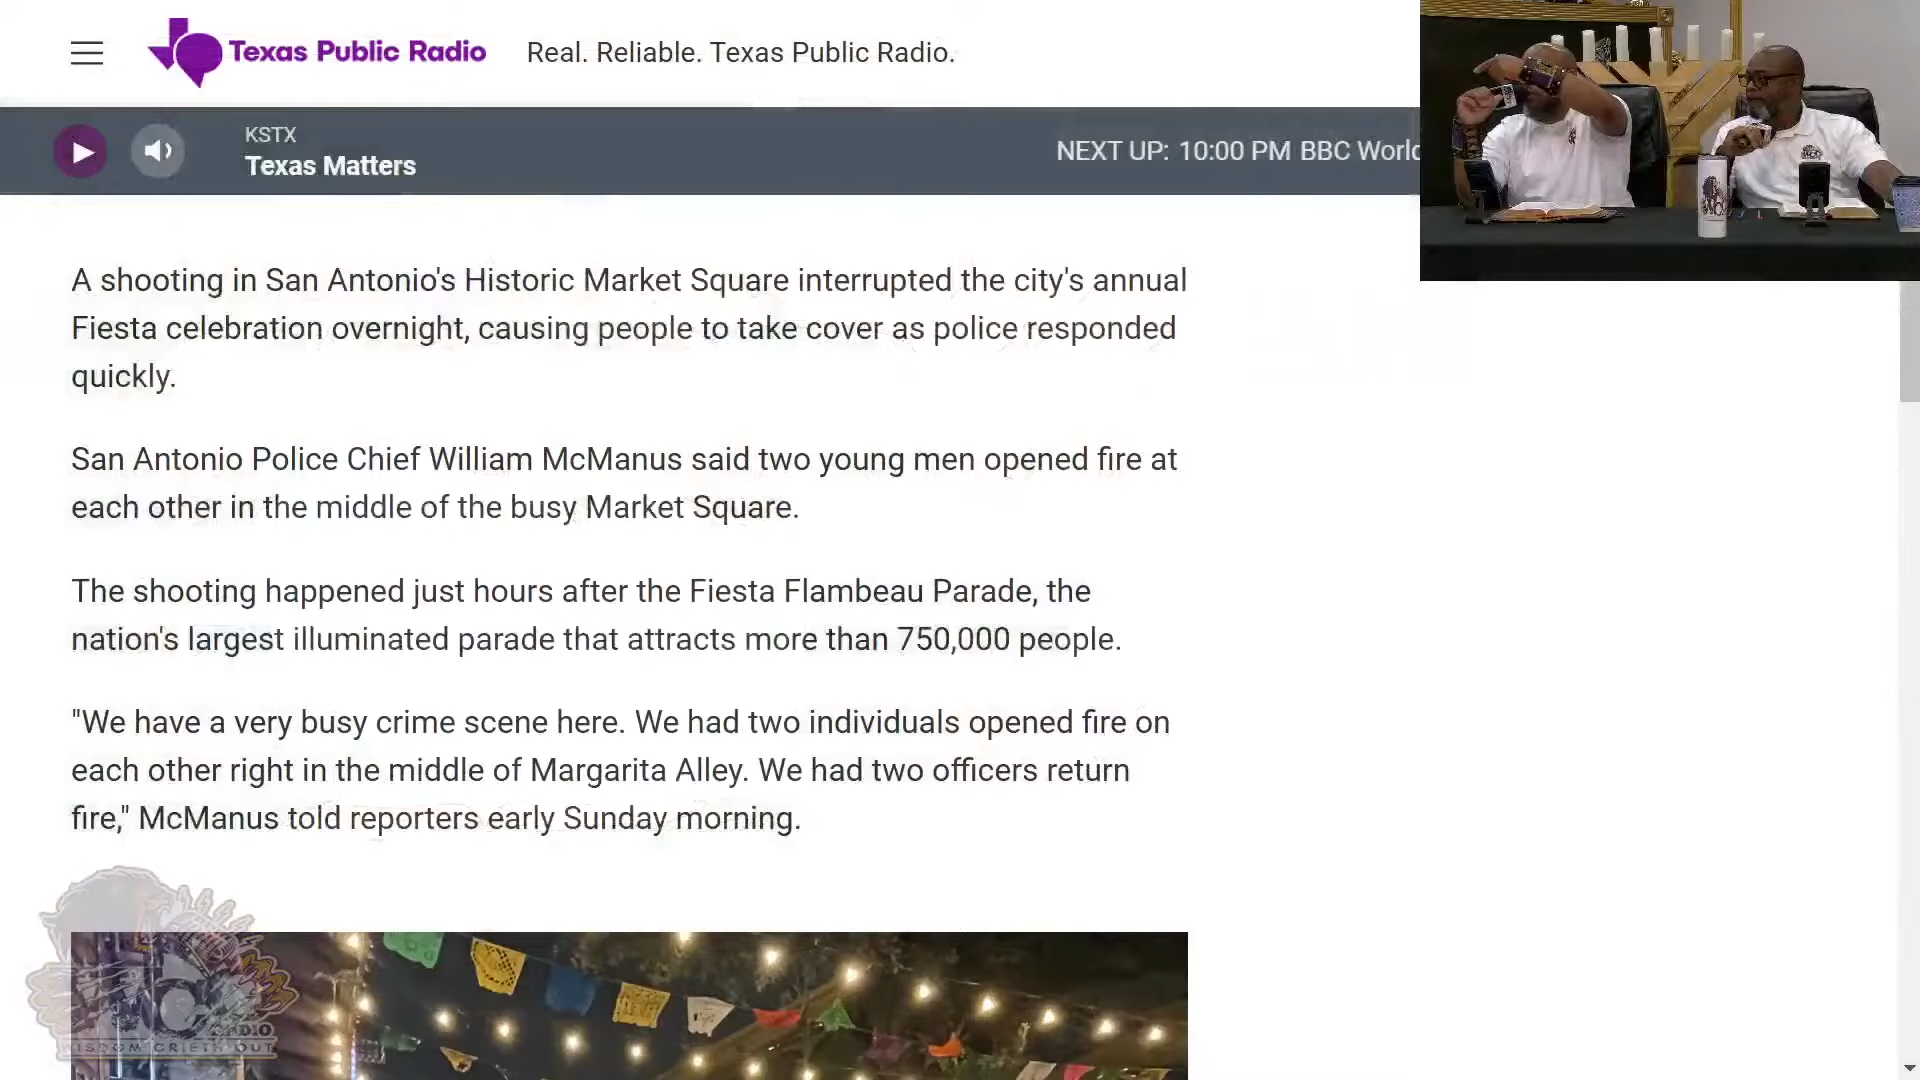 Texas Public Radio
Real. Reliable. Texas Public Radio.
KSTX
Texas Matters
NEXT UP: 10:00 PM BBC World
A shooting in San Antonio's Historic Market Square interrupted the city's annual
Fiesta celebration overnight, causing people to take cover as police responded
quickly.
San Antonio Police Chief William McManus said two young men opened fire at
each other in the middle of the busy Market Square.
The shooting happened just hours after the Fiesta Flambeau Parade, the
nation's largest illuminated parade that attracts more than 750,000 people.
"We have a very busy crime scene here. We had two individuals opened fire on
each other right in the middle of Margarita Alley. We had two officers return
fire," McManus told reporters early Sunday morning.
RADIO
WISDOM CRIETH OUT